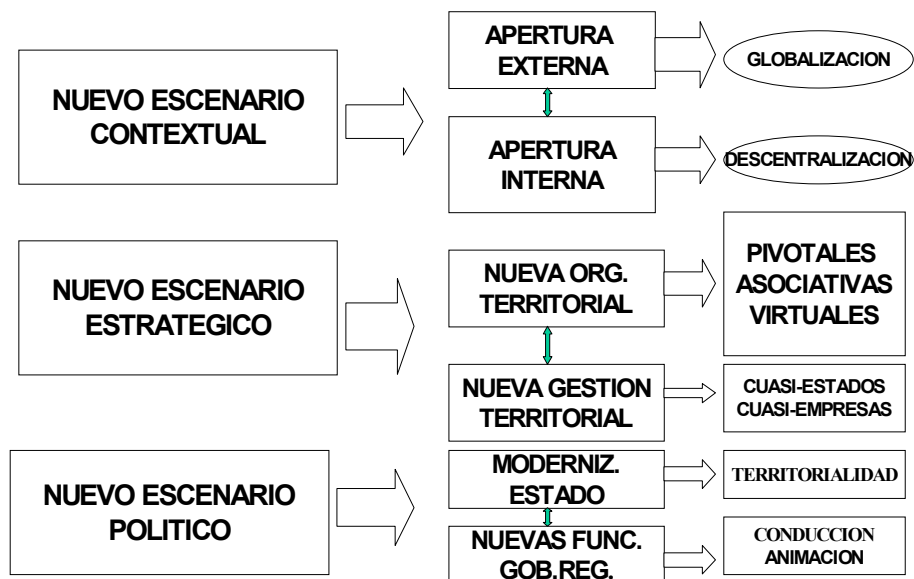 NUEVO ESCENARIO
CONTEXTUAL
APERTURA
EXTERNA
GLOBALIZACION
APERTURA
INTERNA
DESCENTRALIZACION
NUEVO ESCENARIO
ESTRATEGICO
NUEVA ORG.
TERRITORIAL
PIVOTALES
ASOCIATIVAS
VIRTUALES
NUEVA GESTION
TERRITORIAL
CUASI-ESTADOS
CUASI-EMPRESAS
NUEVO ESCENARIO
POLITICO
MODERNIZ.
ESTADO
TERRITORIALIDAD
NUEVAS FUNC.
GOB.REG.
CONDUCCION
ANIMACION